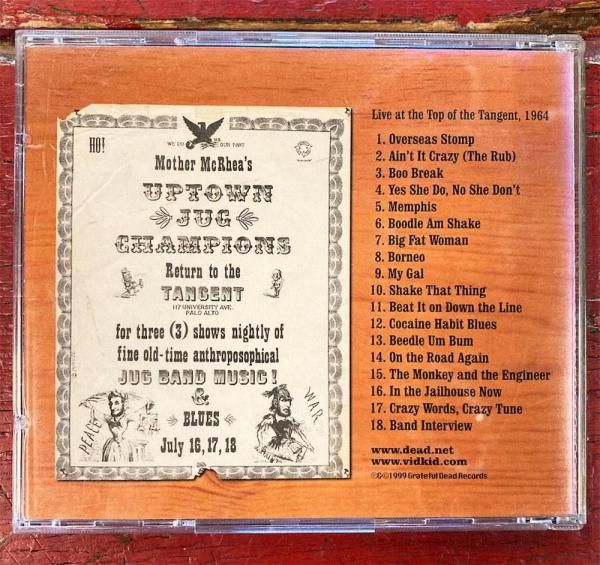 HO!
WE DO OUR PART
Mother McRhea's
UPTOWN
JUG
CHAMPIONS
Return to the
TANGENT
117 UNIVERSITY AVE.
PALO ALTO
for three (3) shows nightly of
fine old-time anthroposophical
JUG BAND MUSIC!
&
BLUES
July 16, 17, 18
PEACE
WAR
Live at the Top of the Tangent, 1964
1. Overseas Stomp
2. Ain't It Crazy (The Rub)
3. Boo Break
4. Yes She Do, No She Don't
5. Memphis
6. Boodle Am Shake
7. Big Fat Woman
8. Borneo
9. My Gal
10. Shake That Thing
11. Beat It on Down the Line
12. Cocaine Habit Blues
13. Beedle Um Bum
14. On the Road Again
15. The Monkey and the Engineer
16. In the Jailhouse Now
17. Crazy Words, Crazy Tune
18. Band Interview
www.dead.net
www.vidkid.com
℗&©1999 Grateful Dead Records